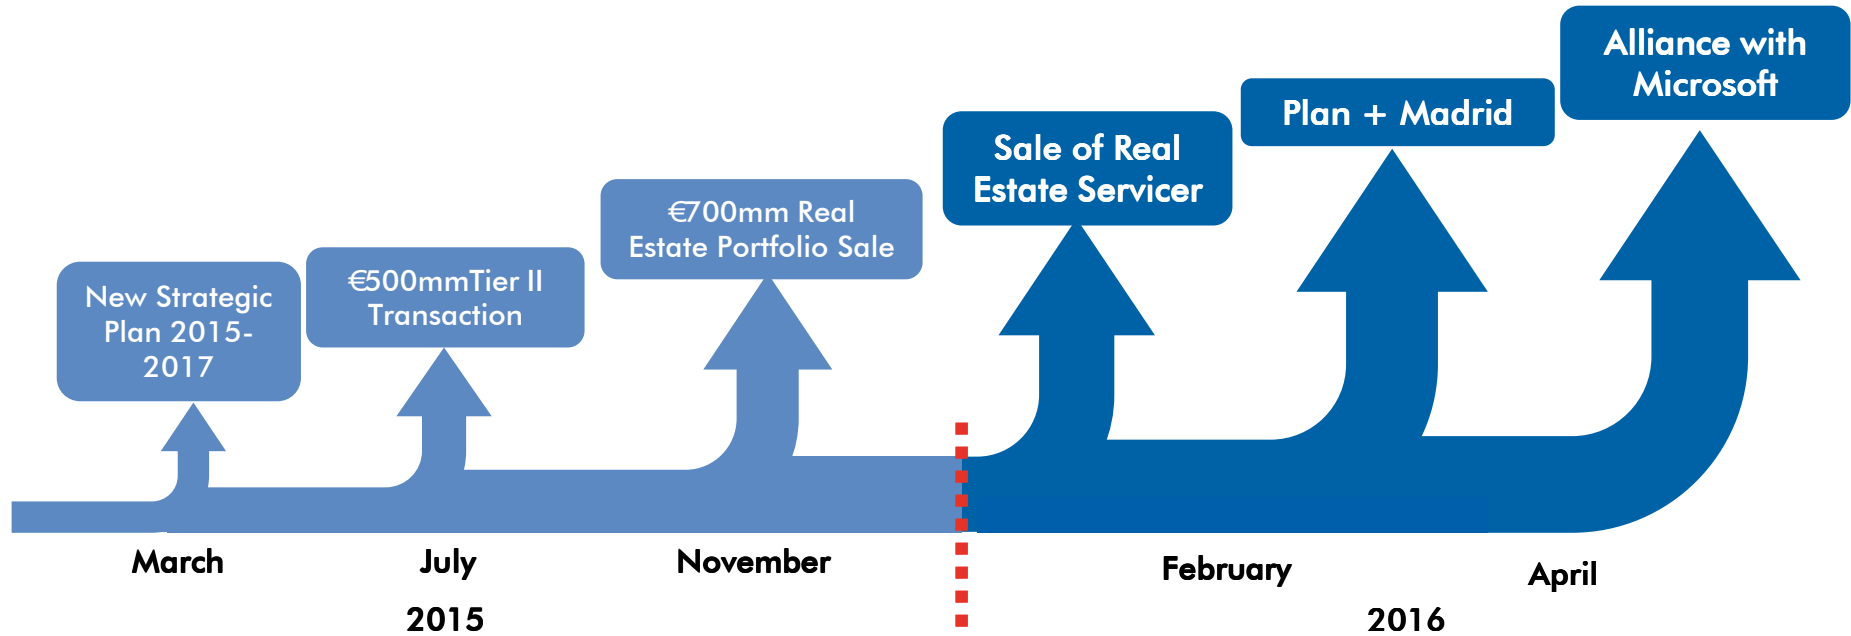 New Strategic
Plan 2015-
2017
€500mmTier II
Transaction
€700mm Real
Estate Portfolio Sale
Sale of Real
Estate Servicer
Plan + Madrid
Alliance with
Microsoft
March
July
November
February
April
2015
2016